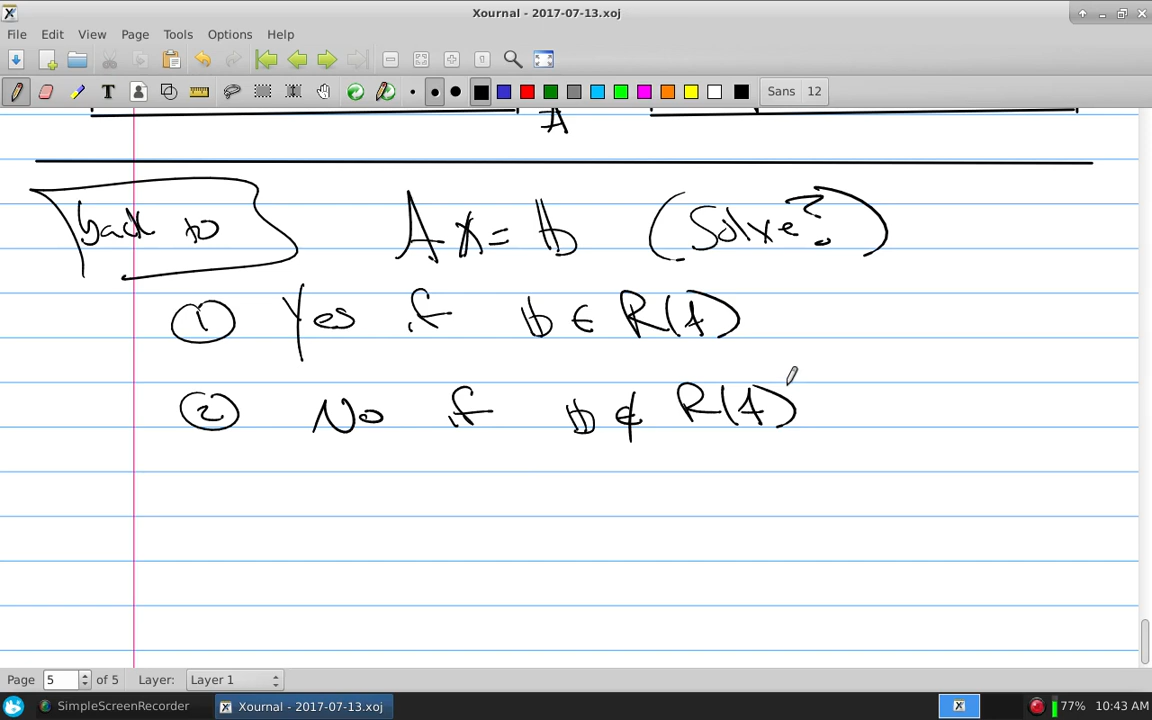 Xournal - 2017-07-13.xoj
File Edit View Page Tools Options Help
Sans 12
A
back to A𝕩 = 𝕓 (Solve?)
① Yes if 𝕓 ∈ R(A)
② No if 𝕓 ∉ R(A)
Page 5 of 5 Layer: Layer 1
SimpleScreenRecorder Xournal - 2017-07-13.xoj 77% 10:43 AM